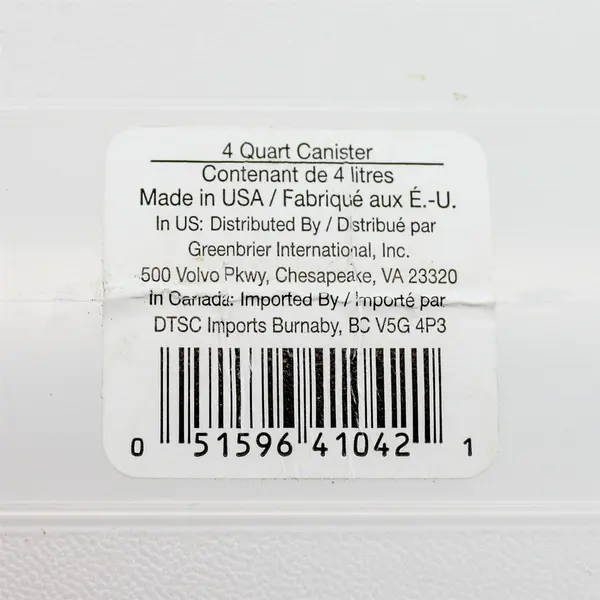 4 Quart Canister
Contenant de 4 litres
Made in USA / Fabriqué aux É.-U.
In US: Distributed By / Distribué par
Greenbrier International, Inc.
500 Volvo Pkwy, Chesapeake, VA 23320
In Canada: Imported By / Importé par
DTSC Imports Burnaby, BC V5G 4P3
0 51596 41042 1